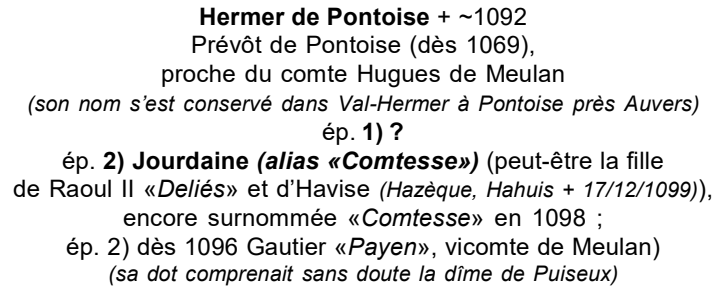 Hermer de Pontoise + ~1092
Prévôt de Pontoise (dès 1069),
proche du comte Hugues de Meulan
(son nom s’est conservé dans Val-Hermer à Pontoise près Auvers)
ép. 1) ?
ép. 2) Jourdaine (alias «Comtesse») (peut-être la fille
de Raoul II «Deliés» et d’Havise (Hazèque, Hahuis + 17/12/1099)),
encore surnommée «Comtesse» en 1098 ;
ép. 2) dès 1096 Gautier «Payen», vicomte de Meulan)
(sa dot comprenait sans doute la dîme de Puiseux)